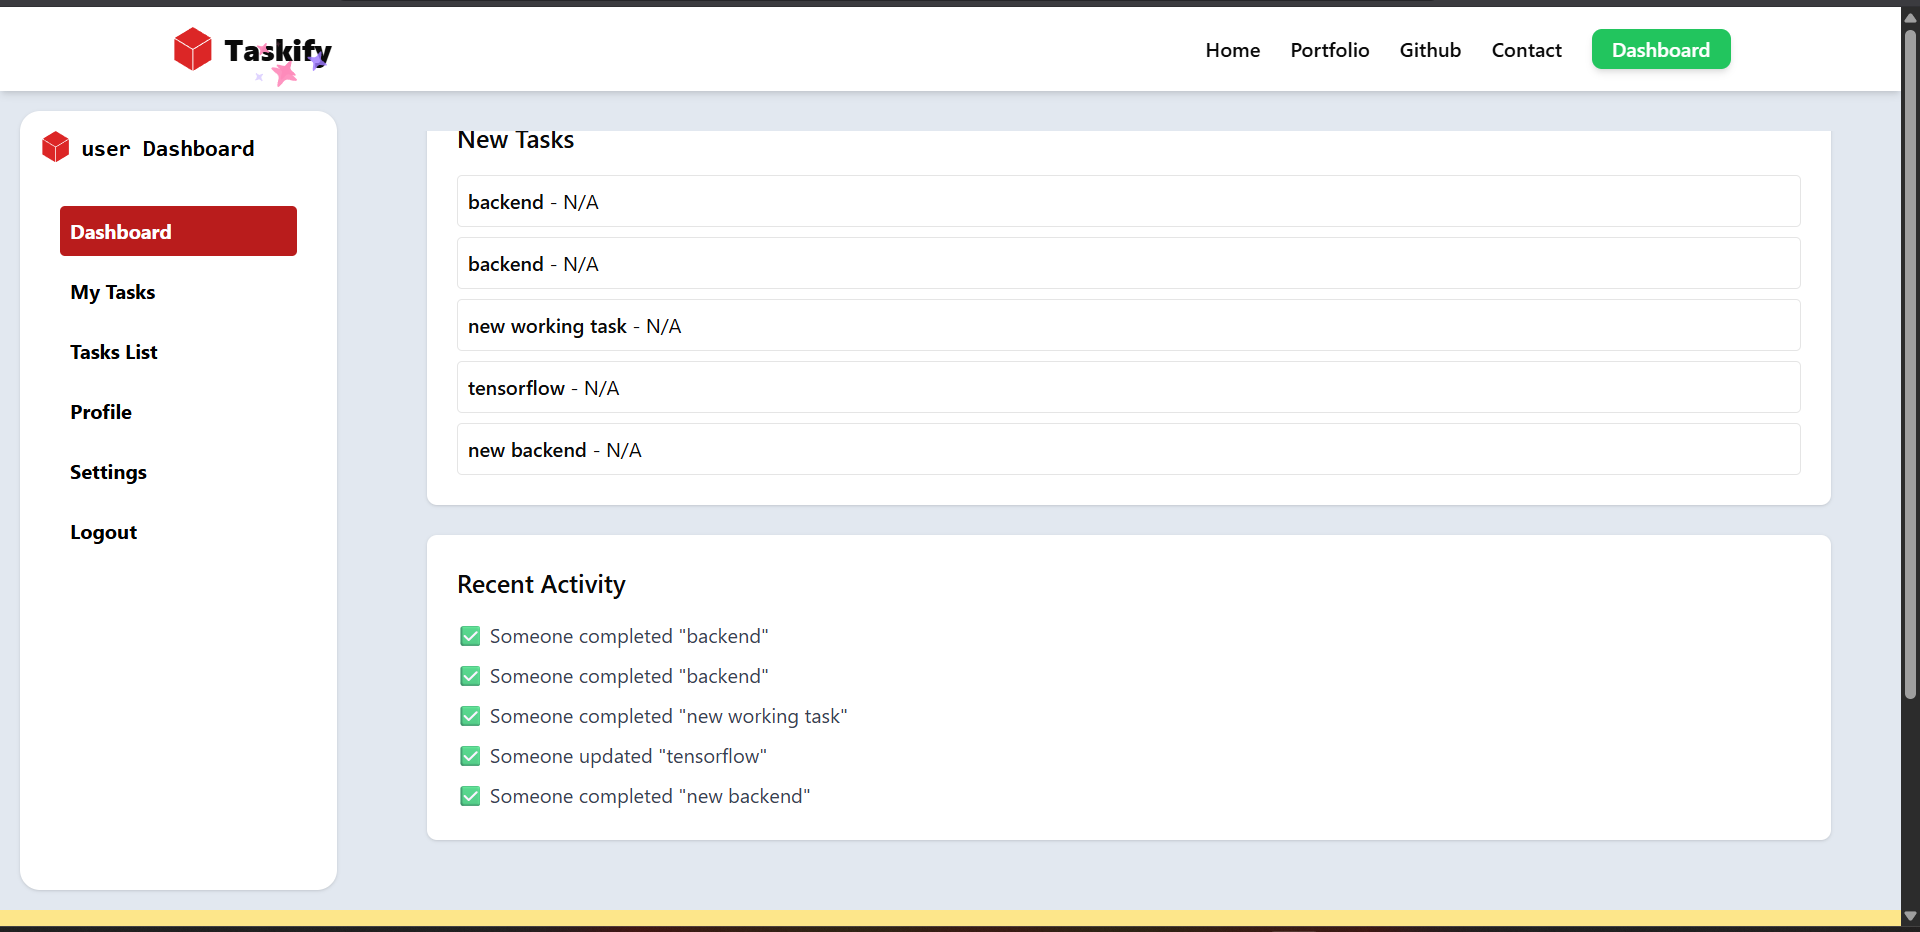 Taskify
Home Portfolio Github Contact Dashboard
user Dashboard
Dashboard
My Tasks
Tasks List
Profile
Settings
Logout
New Tasks
backend - N/A
backend - N/A
new working task - N/A
tensorflow - N/A
new backend - N/A
Recent Activity
Someone completed "backend"
Someone completed "backend"
Someone completed "new working task"
Someone updated "tensorflow"
Someone completed "new backend"